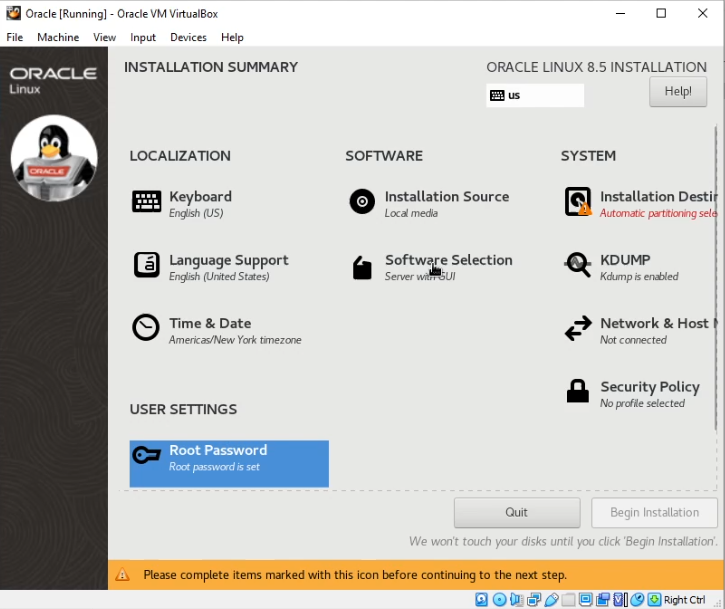 Oracle [Running] - Oracle VM VirtualBox
File Machine View Input Devices Help
ORACLE
Linux
ORACLE
INSTALLATION SUMMARY
ORACLE LINUX 8.5 INSTALLATION
us
Help!
LOCALIZATION
Keyboard
English (US)
Language Support
English (United States)
Time & Date
Americas/New York timezone
USER SETTINGS
Root Password
Root password is set
SOFTWARE
Installation Source
Local media
Software Selection
Server with GUI
SYSTEM
Installation Destin
Automatic partitioning sele
KDUMP
Kdump is enabled
Network & Host N
Not connected
Security Policy
No profile selected
Quit
Begin Installation
We won't touch your disks until you click 'Begin Installation'.
Please complete items marked with this icon before continuing to the next step.
Right Ctrl